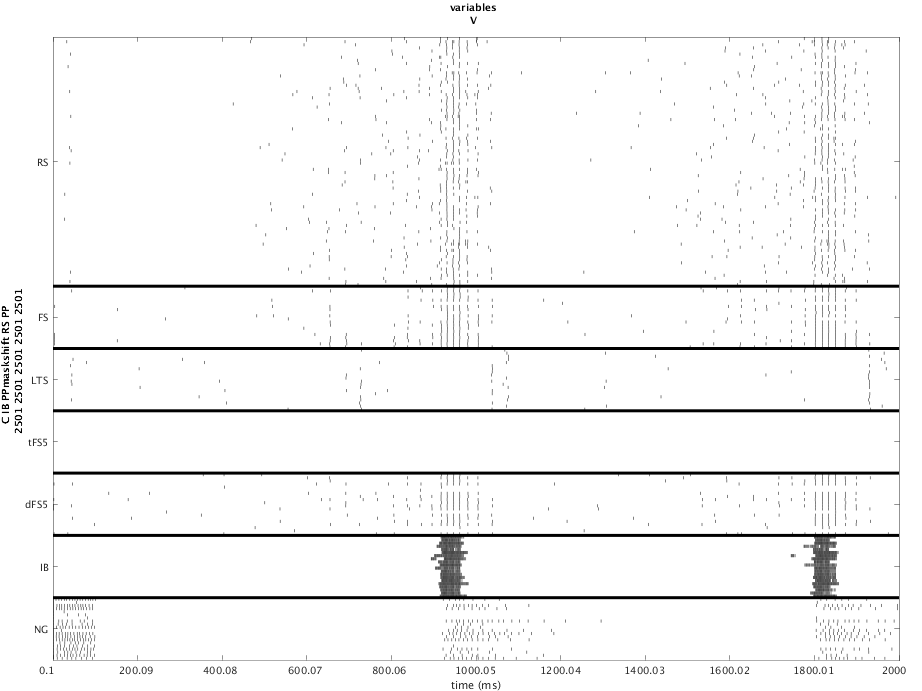 variables
V
C IB PPmaskshift RS PP
2501 2501 2501 2501 2501
RS
FS
LTS
tFS5
dFS5
IB
NG
0.1 200.09 400.08 600.07 800.06 1000.05 1200.04 1400.03 1600.02 1800.01 2000
time (ms)